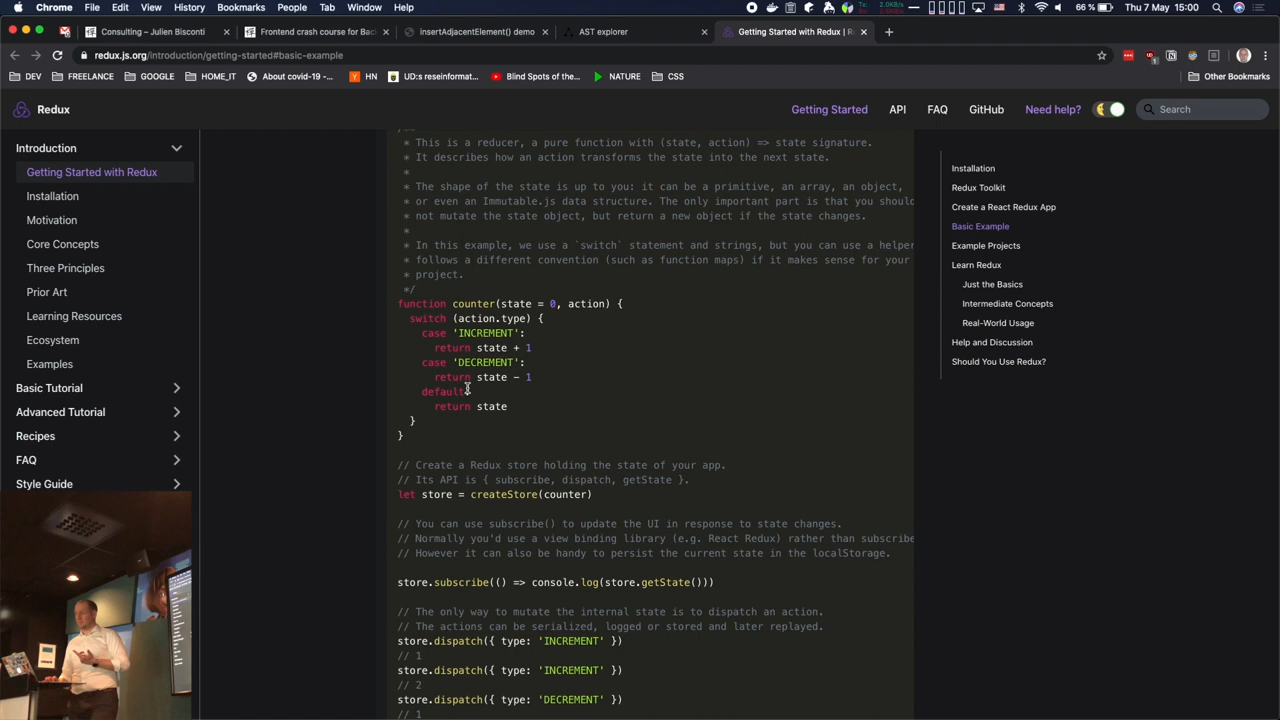 Chrome File Edit View History Bookmarks People Tab Window Help 66 % Thu 7 May 15:00
Consulting – Julien Bisconti Frontend crash course for Bac insertAdjacentElement() demo AST explorer Getting Started with Redux | R
redux.js.org/introduction/getting-started#basic-example
DEV FREELANCE GOOGLE HOME_IT About covid-19 -... HN UD:s reseinformat... Blind Spots of the... NATURE CSS Other Bookmarks
Redux Getting Started API FAQ GitHub Need help? Search
Introduction
Getting Started with Redux
Installation
Motivation
Core Concepts
Three Principles
Prior Art
Learning Resources
Ecosystem
Examples
Basic Tutorial
Advanced Tutorial
Recipes
FAQ
Style Guide
* This is a reducer, a pure function with (state, action) => state signature.
* It describes how an action transforms the state into the next state.
*
* The shape of the state is up to you: it can be a primitive, an array, an object,
* or even an Immutable.js data structure. The only important part is that you should
* not mutate the state object, but return a new object if the state changes.
*
* In this example, we use a `switch` statement and strings, but you can use a helper
* follows a different convention (such as function maps) if it makes sense for your
* project.
*/
function counter(state = 0, action) {
switch (action.type) {
case 'INCREMENT':
return state + 1
case 'DECREMENT':
return state - 1
default
return state
}
}
// Create a Redux store holding the state of your app.
// Its API is { subscribe, dispatch, getState }.
let store = createStore(counter)
// You can use subscribe() to update the UI in response to state changes.
// Normally you'd use a view binding library (e.g. React Redux) rather than subscribe
// However it can also be handy to persist the current state in the localStorage.
store.subscribe(() => console.log(store.getState()))
// The only way to mutate the internal state is to dispatch an action.
// The actions can be serialized, logged or stored and later replayed.
store.dispatch({ type: 'INCREMENT' })
// 1
store.dispatch({ type: 'INCREMENT' })
// 2
store.dispatch({ type: 'DECREMENT' })
// 1
Installation
Redux Toolkit
Create a React Redux App
Basic Example
Example Projects
Learn Redux
Just the Basics
Intermediate Concepts
Real-World Usage
Help and Discussion
Should You Use Redux?